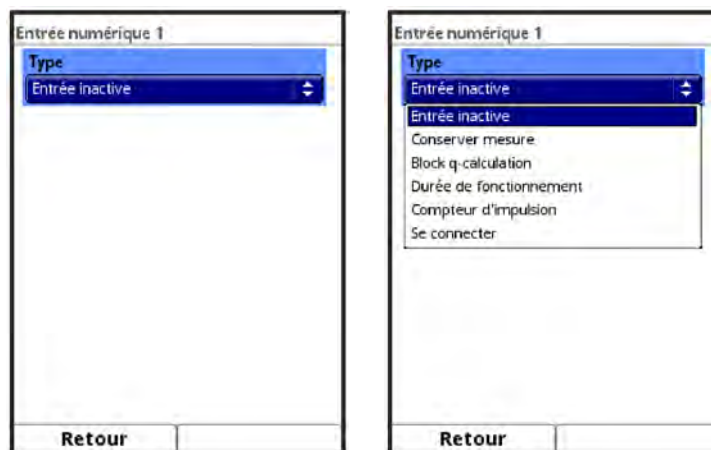 Entrée numérique 1
Type
Entrée inactive
Retour
Entrée numérique 1
Type
Entrée inactive
Entrée inactive
Conserver mesure
Block q-calculation
Durée de fonctionnement
Compteur d'impulsion
Se connecter
Retour